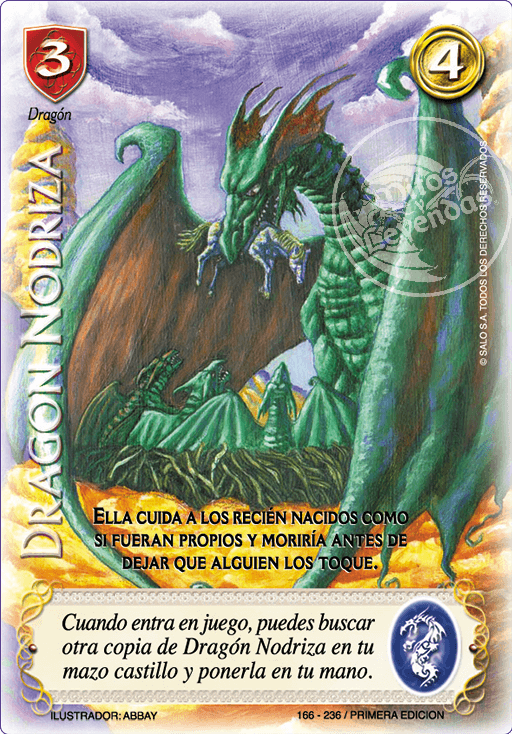 3
4
Dragón
DRAGÓN NODRIZA
Mitos y Leyendas
© SALO S.A. TODOS LOS DERECHOS RESERVADOS
ELLA CUIDA A LOS RECIÉN NACIDOS COMO
SI FUERAN PROPIOS Y MORIRÍA ANTES DE
DEJAR QUE ALGUIEN LOS TOQUE.
Cuando entra en juego, puedes buscar
otra copia de Dragón Nodriza en tu
mazo castillo y ponerla en tu mano.
ILUSTRADOR: ABBAY
166 - 236 / PRIMERA EDICION